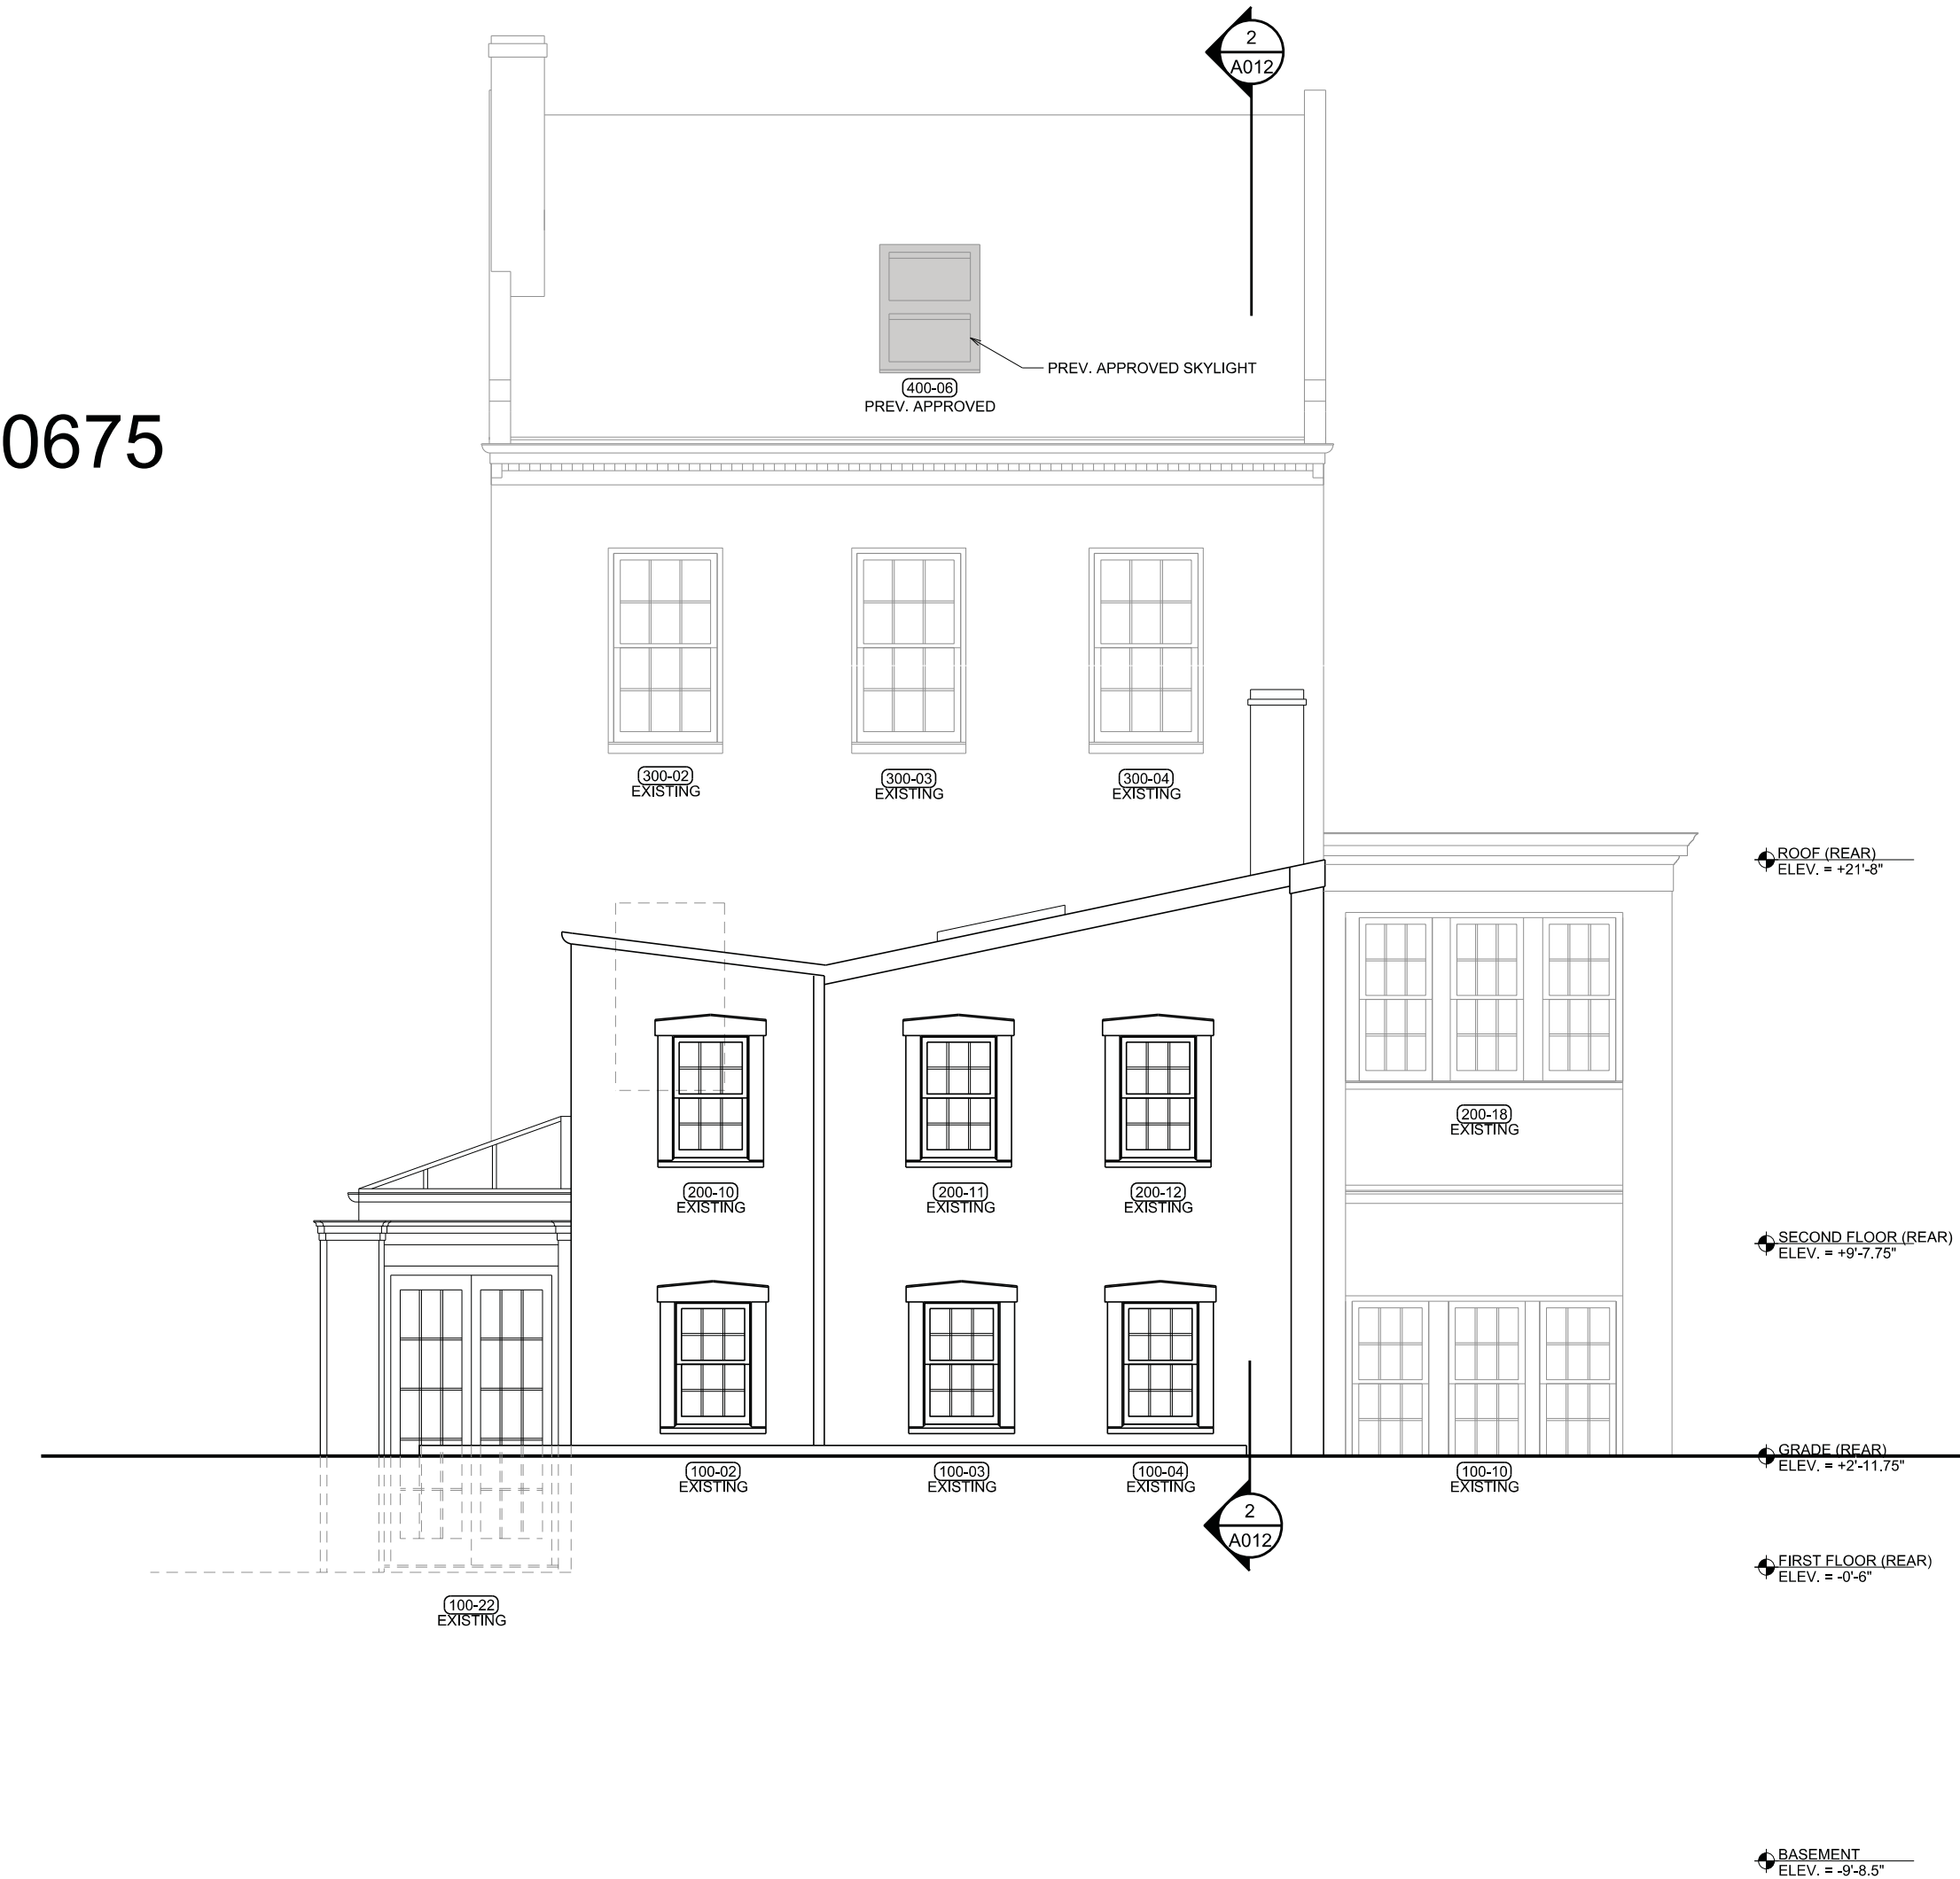 2
A012
PREV. APPROVED SKYLIGHT
400-06
PREV. APPROVED
0675
300-02
EXISTING
300-03
EXISTING
300-04
EXISTING
ROOF (REAR)
ELEV. = +21'-8"
200-18
EXISTING
200-10
EXISTING
200-11
EXISTING
200-12
EXISTING
SECOND FLOOR (REAR)
ELEV. = +9'-7.75"
GRADE (REAR)
ELEV. = +2'-11.75"
100-02
EXISTING
100-03
EXISTING
100-04
EXISTING
100-10
EXISTING
2
A012
FIRST FLOOR (REAR)
ELEV. = -0'-6"
100-22
EXISTING
BASEMENT
ELEV. = -9'-8.5"